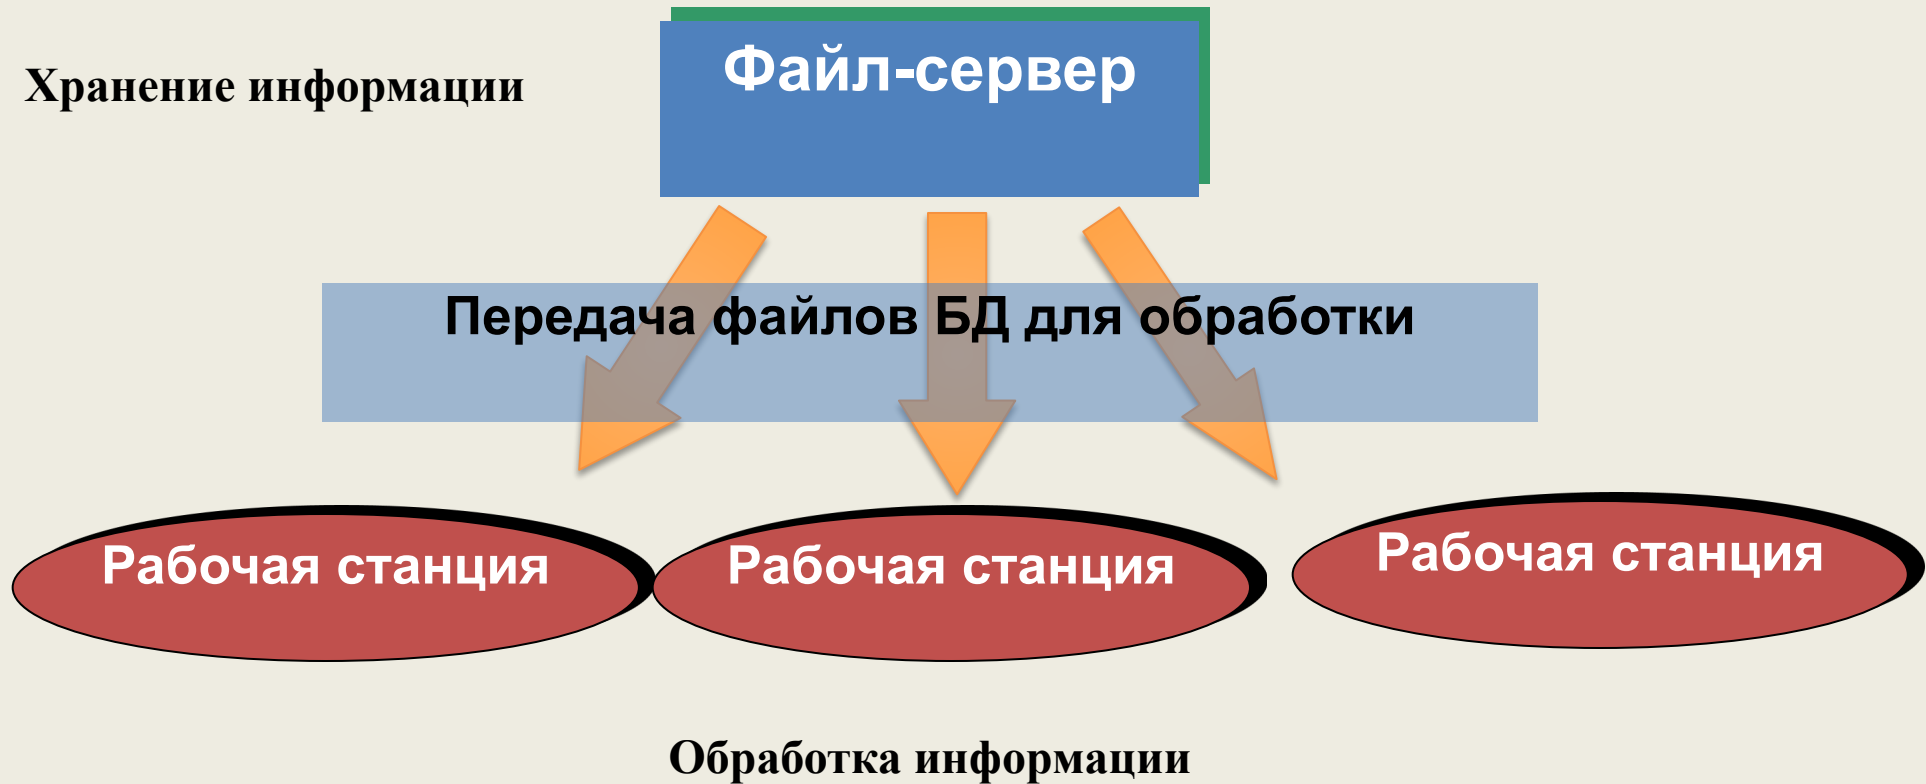 Файл-сервер
Хранение информации
Передача файлов БД для обработки
Рабочая станция
Рабочая станция
Рабочая станция
Обработка информации